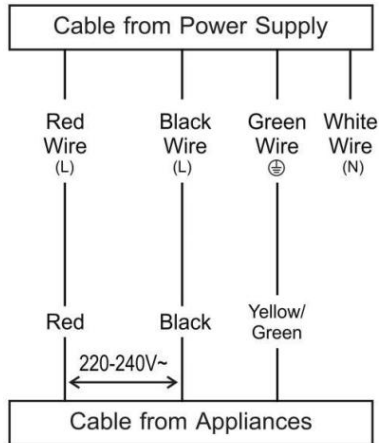 Cable from Power Supply
Red Wire (L)
Black Wire (L)
Green Wire ⏚
White Wire (N)
Red
Black
Yellow/ Green
220-240V~
Cable from Appliances